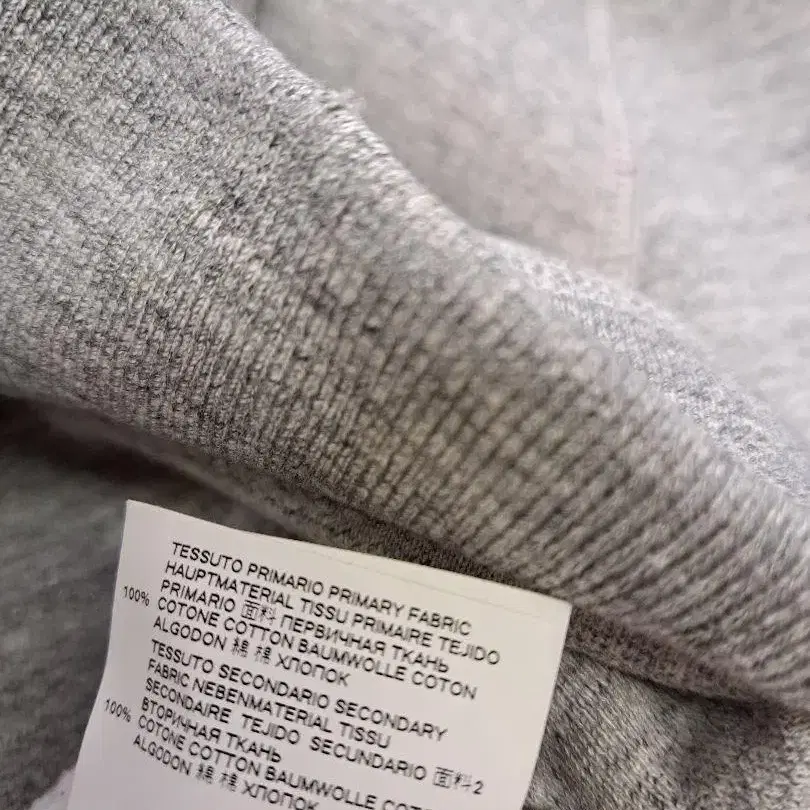 TESSUTO PRIMARIO PRIMARY FABRIC
HAUPTMATERIAL TISSU PRIMAIRE TEJIDO
PRIMARIO 面料 ПЕРВИЧНАЯ ТКАНЬ
100% COTONE COTTON BAUMWOLLE COTON
ALGODON 綿 棉 ХЛОПОК
TESSUTO SECONDARIO SECONDARY
FABRIC NEBENMATERIAL TISSU
SECONDAIRE TEJIDO SECUNDARIO 面料2
ВТОРИЧНАЯ ТКАНЬ
100% COTONE COTTON BAUMWOLLE COT
ALGODON 綿 棉 ХЛОПОК